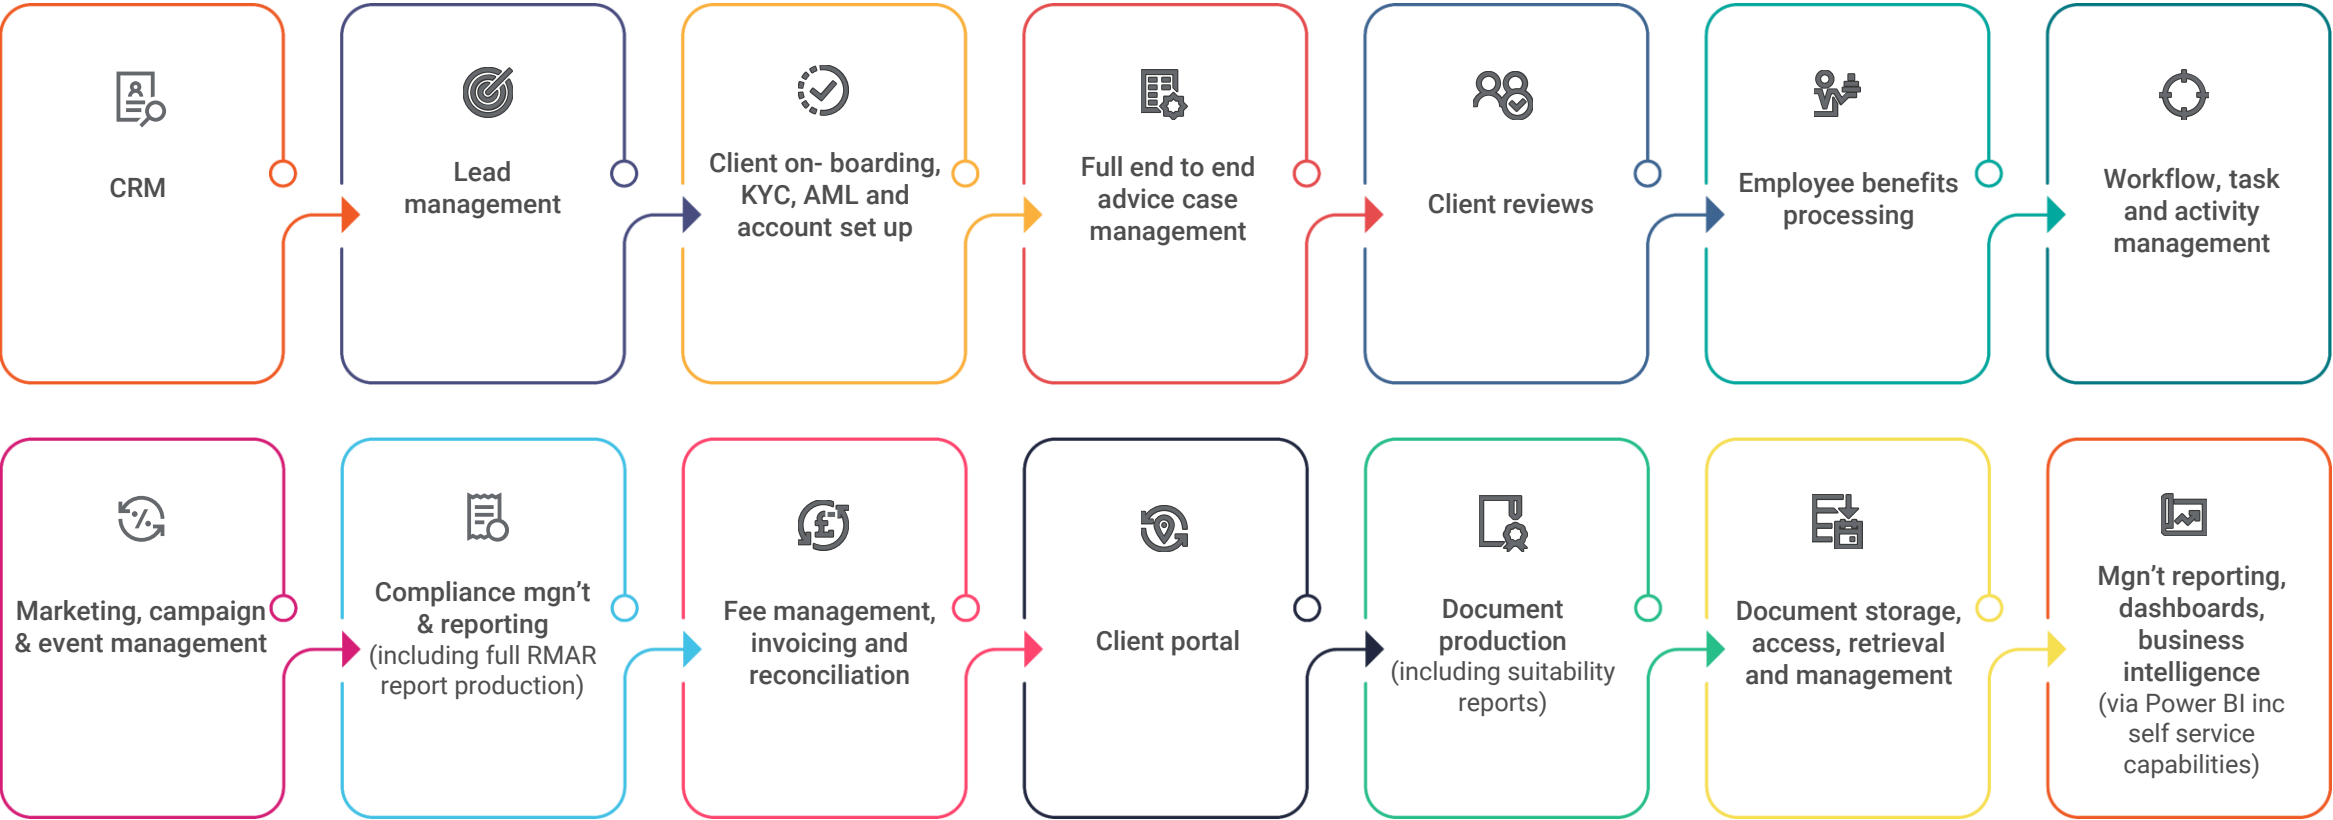 CRM
Lead
management
Client on- boarding,
KYC, AML and
account set up
Full end to end
advice case
management
Client reviews
Employee benefits
processing
Workflow, task
and activity
management
Marketing, campaign
& event management
Compliance mgn’t
& reporting
(including full RMAR
report production)
Fee management,
invoicing and
reconciliation
Client portal
Document
production
(including suitability
reports)
Document storage,
access, retrieval
and management
Mgn’t reporting,
dashboards,
business
intelligence
(via Power BI inc
self service
capabilities)